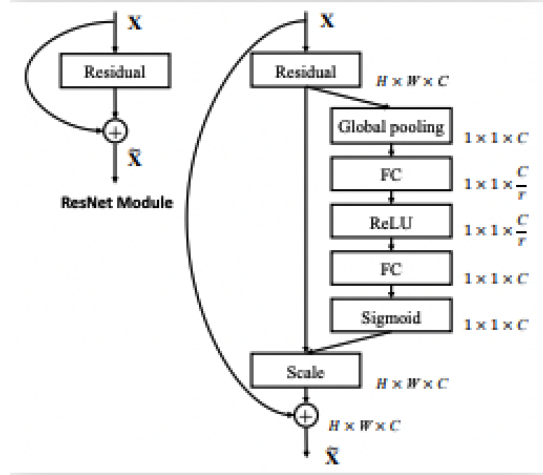 X
Residual
+
X̃
ResNet Module
X
Residual
H × W × C
Global pooling
1 × 1 × C
FC
1 × 1 × C/r
ReLU
1 × 1 × C/r
FC
1 × 1 × C
Sigmoid
1 × 1 × C
Scale
H × W × C
+
H × W × C
X̃